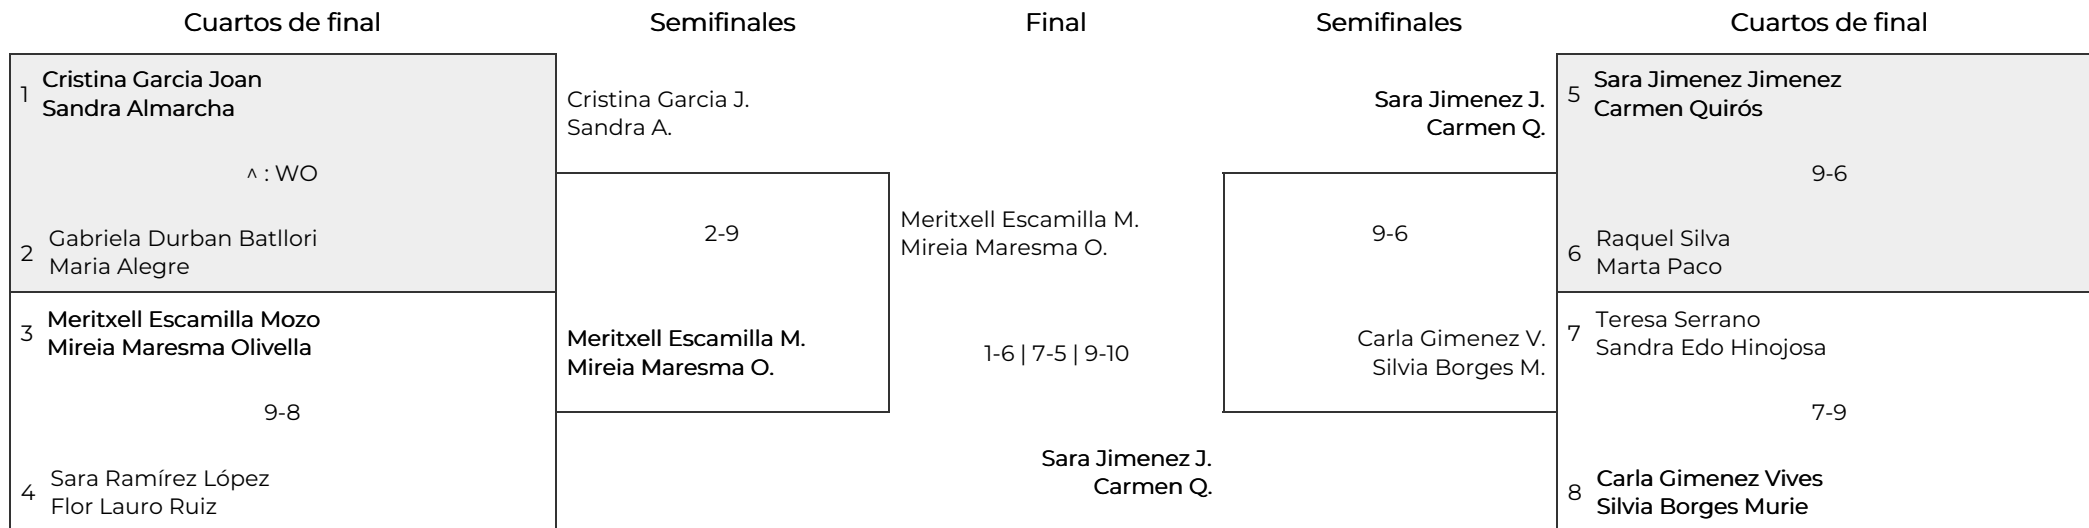 Cuartos de final
Semifinales
Final
Semifinales
Cuartos de final
1
Cristina Garcia Joan
Sandra Almarcha
^ : WO
2
Gabriela Durban Batllori
Maria Alegre
3
Meritxell Escamilla Mozo
Mireia Maresma Olivella
9-8
4
Sara Ramírez López
Flor Lauro Ruiz
Cristina Garcia J.
Sandra A.
2-9
Meritxell Escamilla M.
Mireia Maresma O.
Meritxell Escamilla M.
Mireia Maresma O.
1-6 | 7-5 | 9-10
Sara Jimenez J.
Carmen Q.
Sara Jimenez J.
Carmen Q.
9-6
Carla Gimenez V.
Silvia Borges M.
5
Sara Jimenez Jimenez
Carmen Quirós
9-6
6
Raquel Silva
Marta Paco
7
Teresa Serrano
Sandra Edo Hinojosa
7-9
8
Carla Gimenez Vives
Silvia Borges Murie